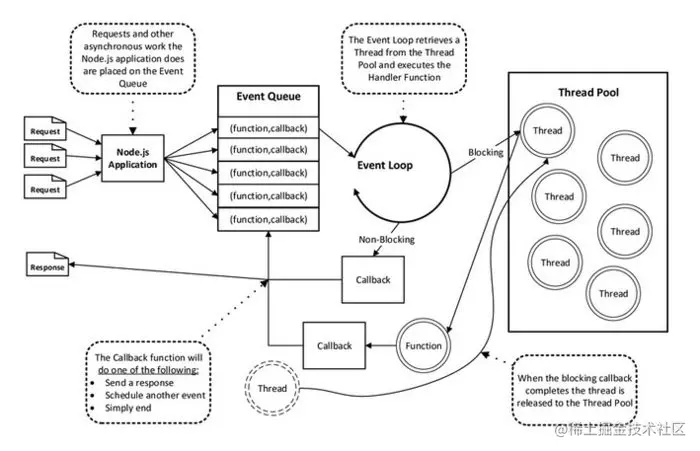 Requests and other
asynchronous work the
Node.js application does
are placed on the Event
Queue
The Event Loop retrieves a
Thread from the Thread
Pool and executes the
Handler Function
Event Queue
(function,callback)
(function,callback)
(function,callback)
(function,callback)
(function,callback)
Request
Request
Request
Node.js
Application
Event Loop
Blocking
Non-Blocking
Thread Pool
Thread
Thread
Thread
Thread
Thread
Thread
Response
Callback
Callback
Function
Thread
The Callback function will
do one of the following:
• Send a response
• Schedule another event
• Simply end
When the blocking callback
completes the thread is
released to the Thread Pool
@稀土掘金技术社区